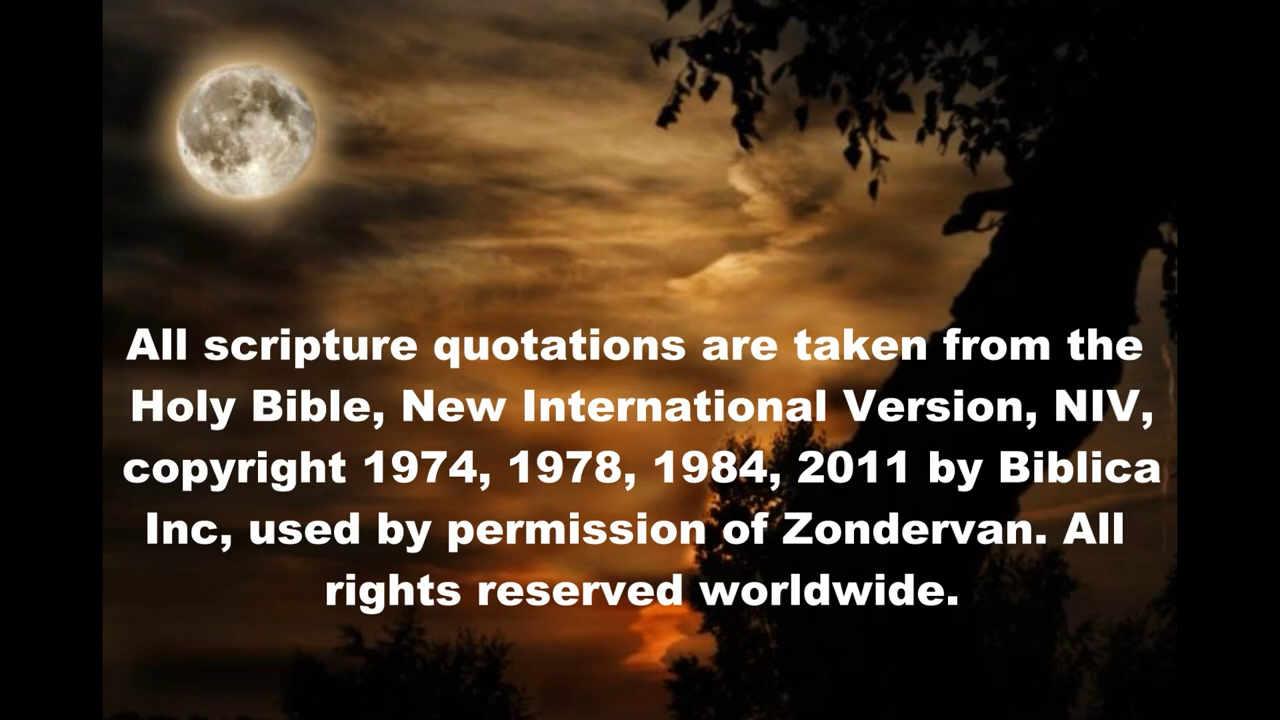 All scripture quotations are taken from the
Holy Bible, New International Version, NIV,
copyright 1974, 1978, 1984, 2011 by Biblica
Inc, used by permission of Zondervan. All
rights reserved worldwide.